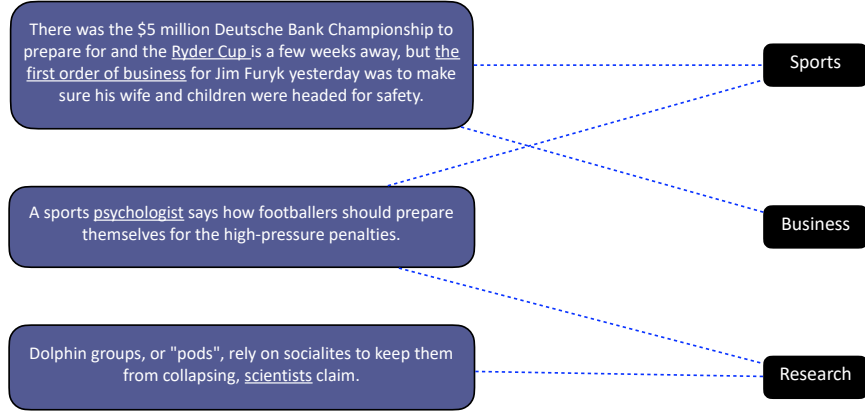 There was the $5 million Deutsche Bank Championship to
prepare for and the Ryder Cup is a few weeks away, but the
first order of business for Jim Furyk yesterday was to make
sure his wife and children were headed for safety.
Sports
A sports psychologist says how footballers should prepare
themselves for the high-pressure penalties.
Business
Dolphin groups, or "pods", rely on socialites to keep them
from collapsing, scientists claim.
Research